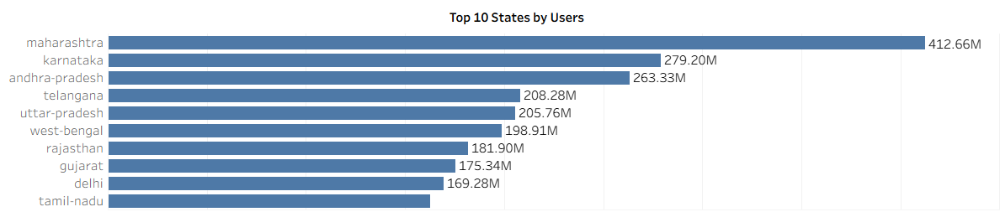 Top 10 States by Users
maharashtra 412.66M
karnataka 279.20M
andhra-pradesh 263.33M
telangana 208.28M
uttar-pradesh 205.76M
west-bengal 198.91M
rajasthan 181.90M
gujarat 175.34M
delhi 169.28M
tamil-nadu